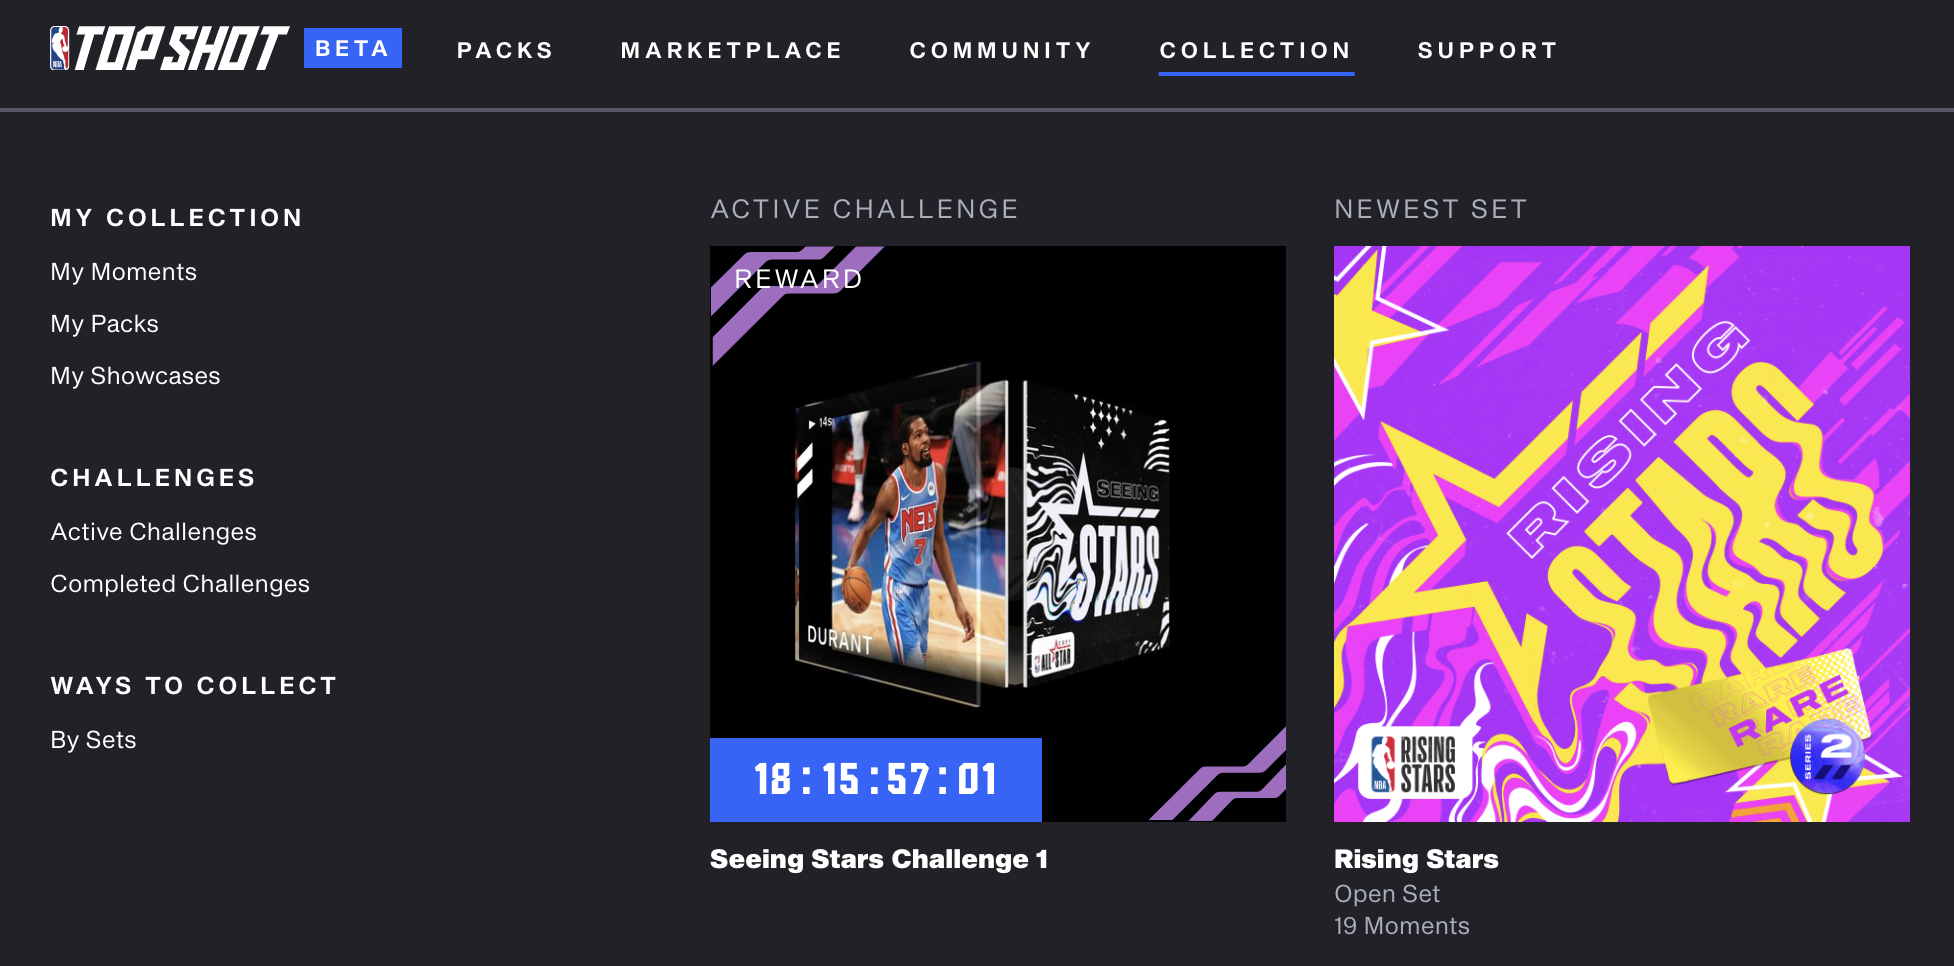 NBA TOP SHOT BETA PACKS MARKETPLACE COMMUNITY COLLECTION SUPPORT
MY COLLECTION
My Moments
My Packs
My Showcases
CHALLENGES
Active Challenges
Completed Challenges
WAYS TO COLLECT
By Sets
ACTIVE CHALLENGE
REWARD
14s
NETS
7
DURANT
SEEING
STARS
ALL STAR
18:15:57:01
Seeing Stars Challenge 1
NEWEST SET
RISING
STARS
RARE
RARE
RARE
SERIES 2
NBA
RISING
STARS
Rising Stars
Open Set
19 Moments